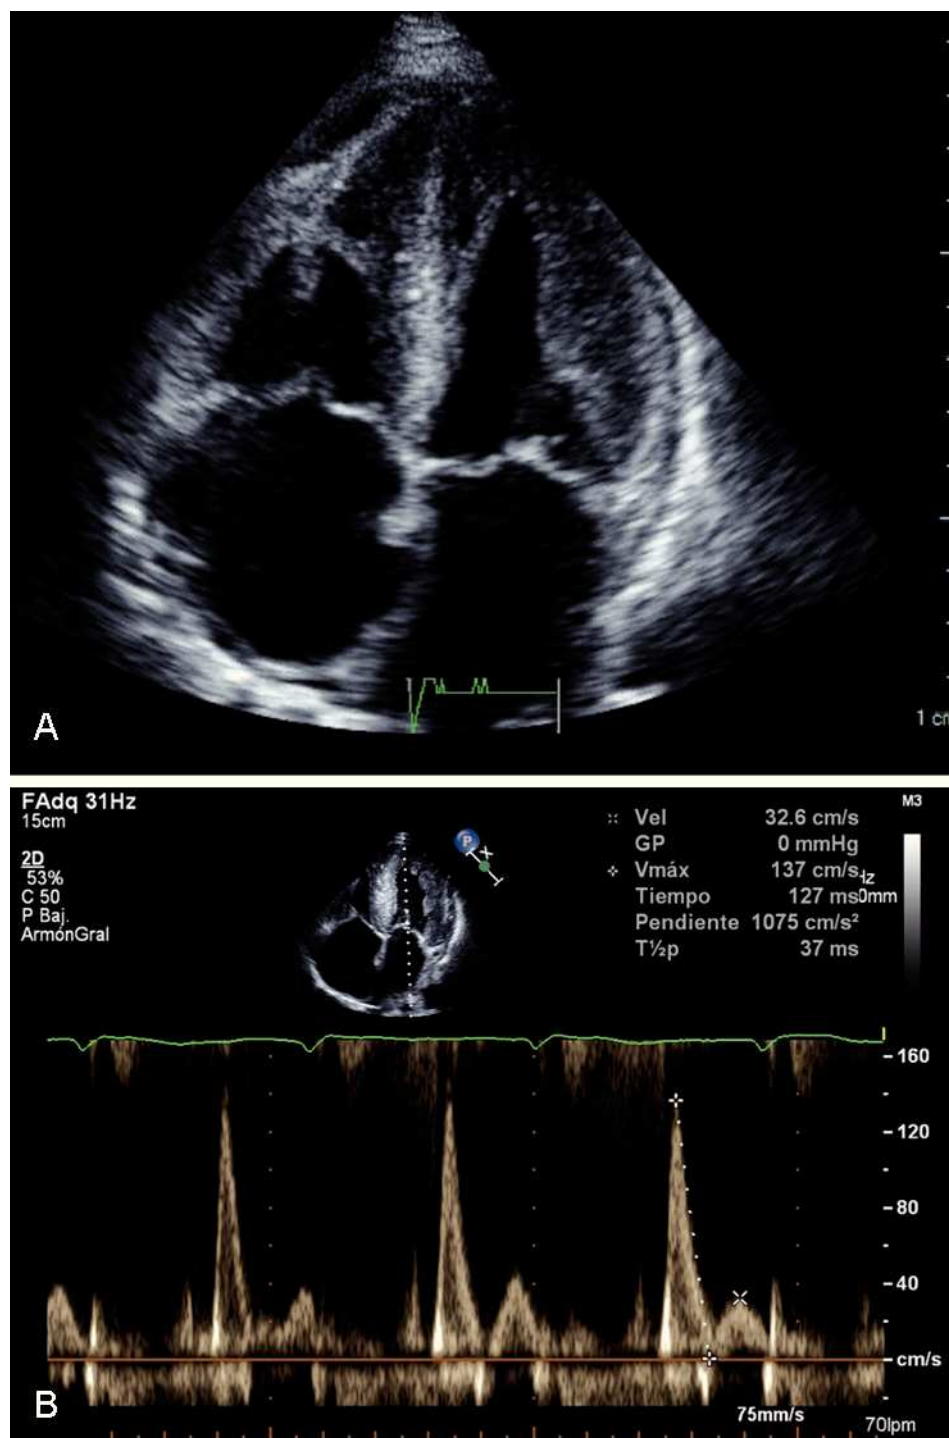 1 cm
A
FAdq 31Hz
15cm
2D
53%
C 50
P Baj.
ArmónGral
P
Vel 32.6 cm/s
GP 0 mmHg
Vmáx 137 cm/s
Tiempo 127 ms
Pendiente 1075 cm/s²
T½p 37 ms
M3
160
120
80
40
cm/s
B
75mm/s
70lpm